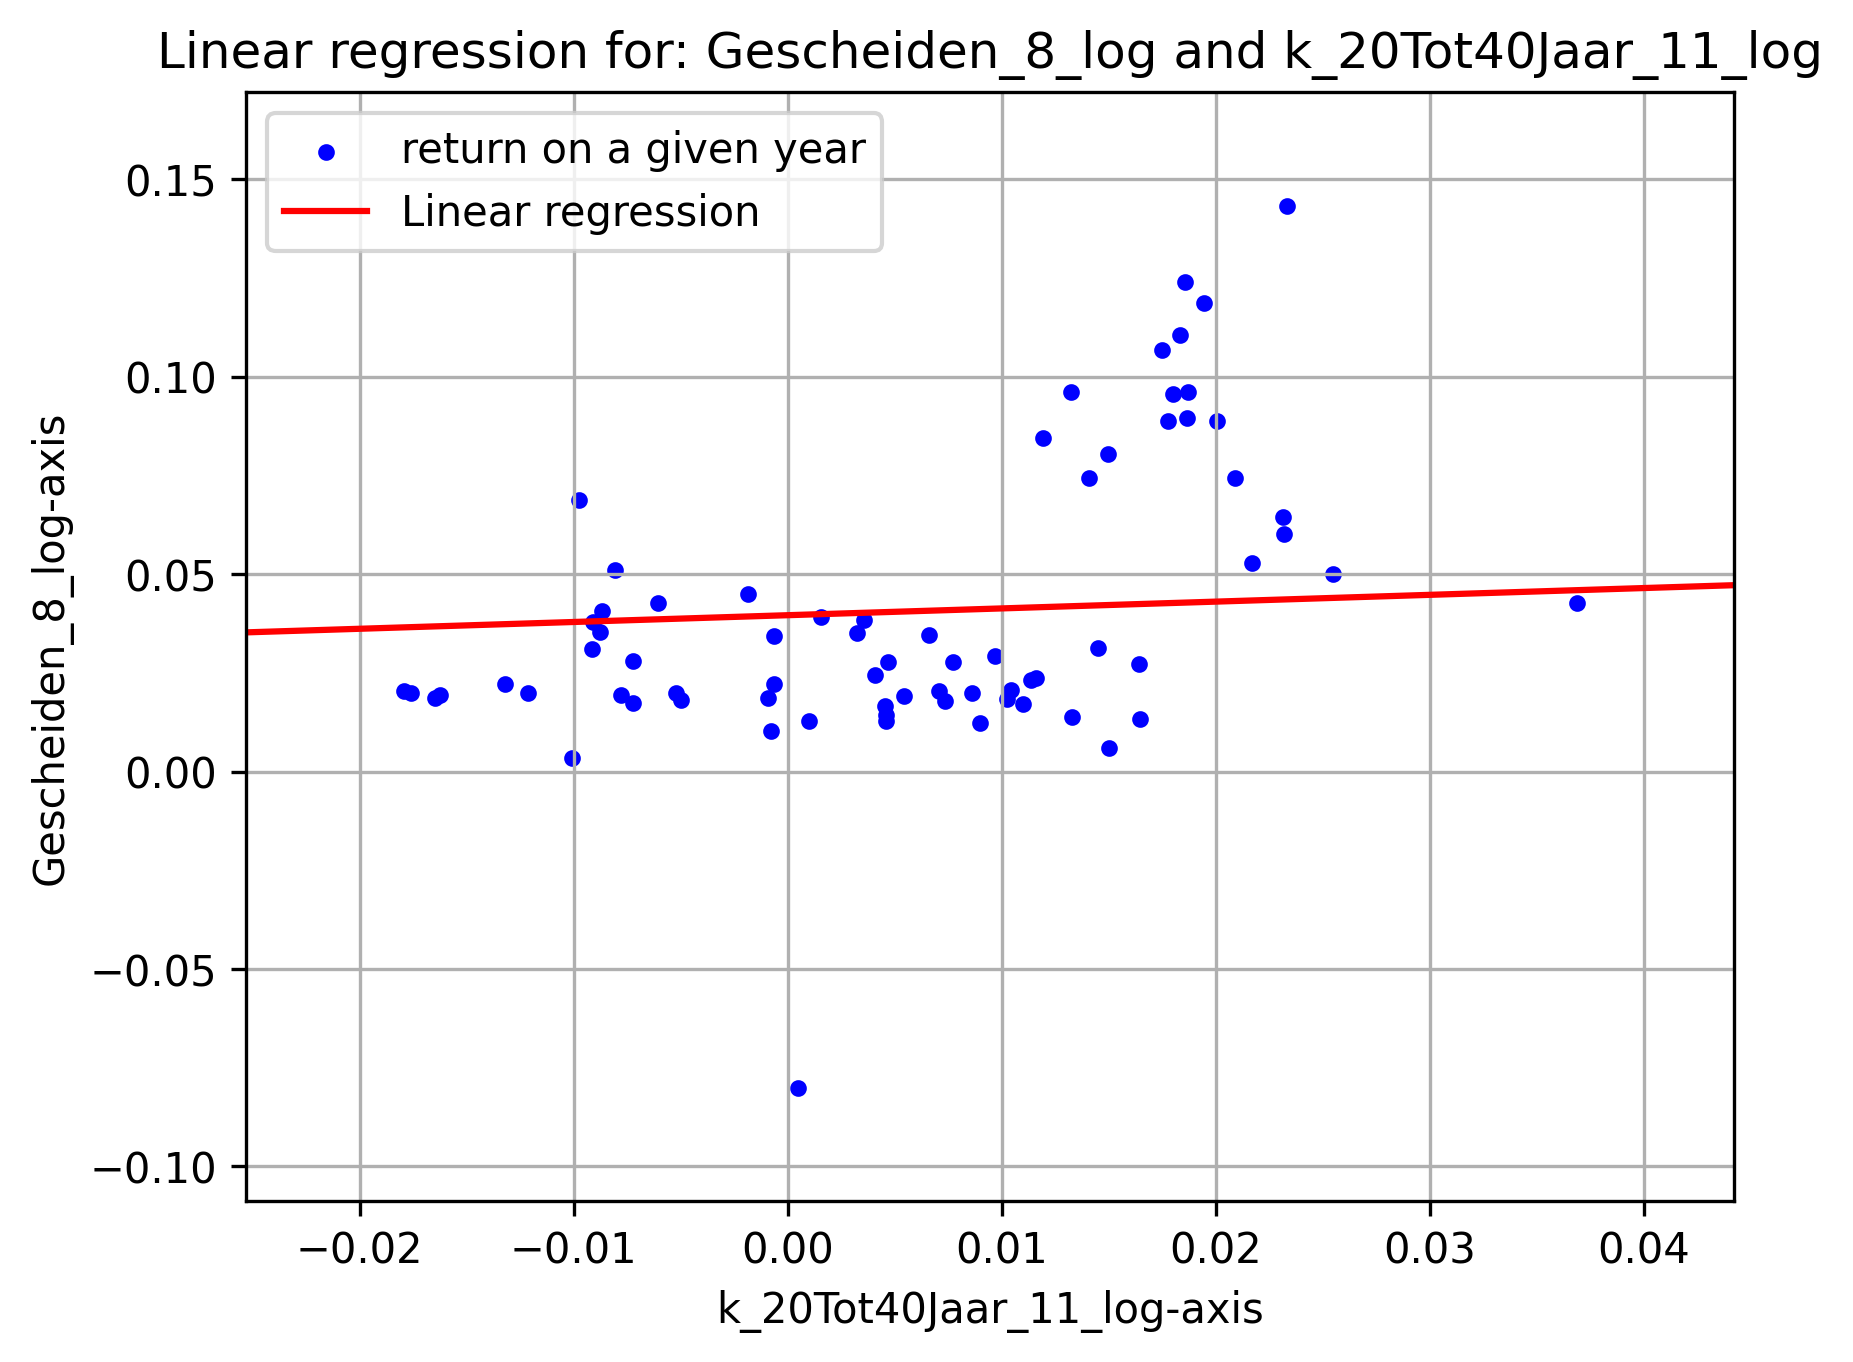 Linear regression for: Gescheiden_8_log and k_20Tot40Jaar_11_log
return on a given year
Linear regression
0.15
0.10
0.05
0.00
−0.05
−0.10
Gescheiden_8_log-axis
−0.02 −0.01 0.00 0.01 0.02 0.03 0.04
k_20Tot40Jaar_11_log-axis